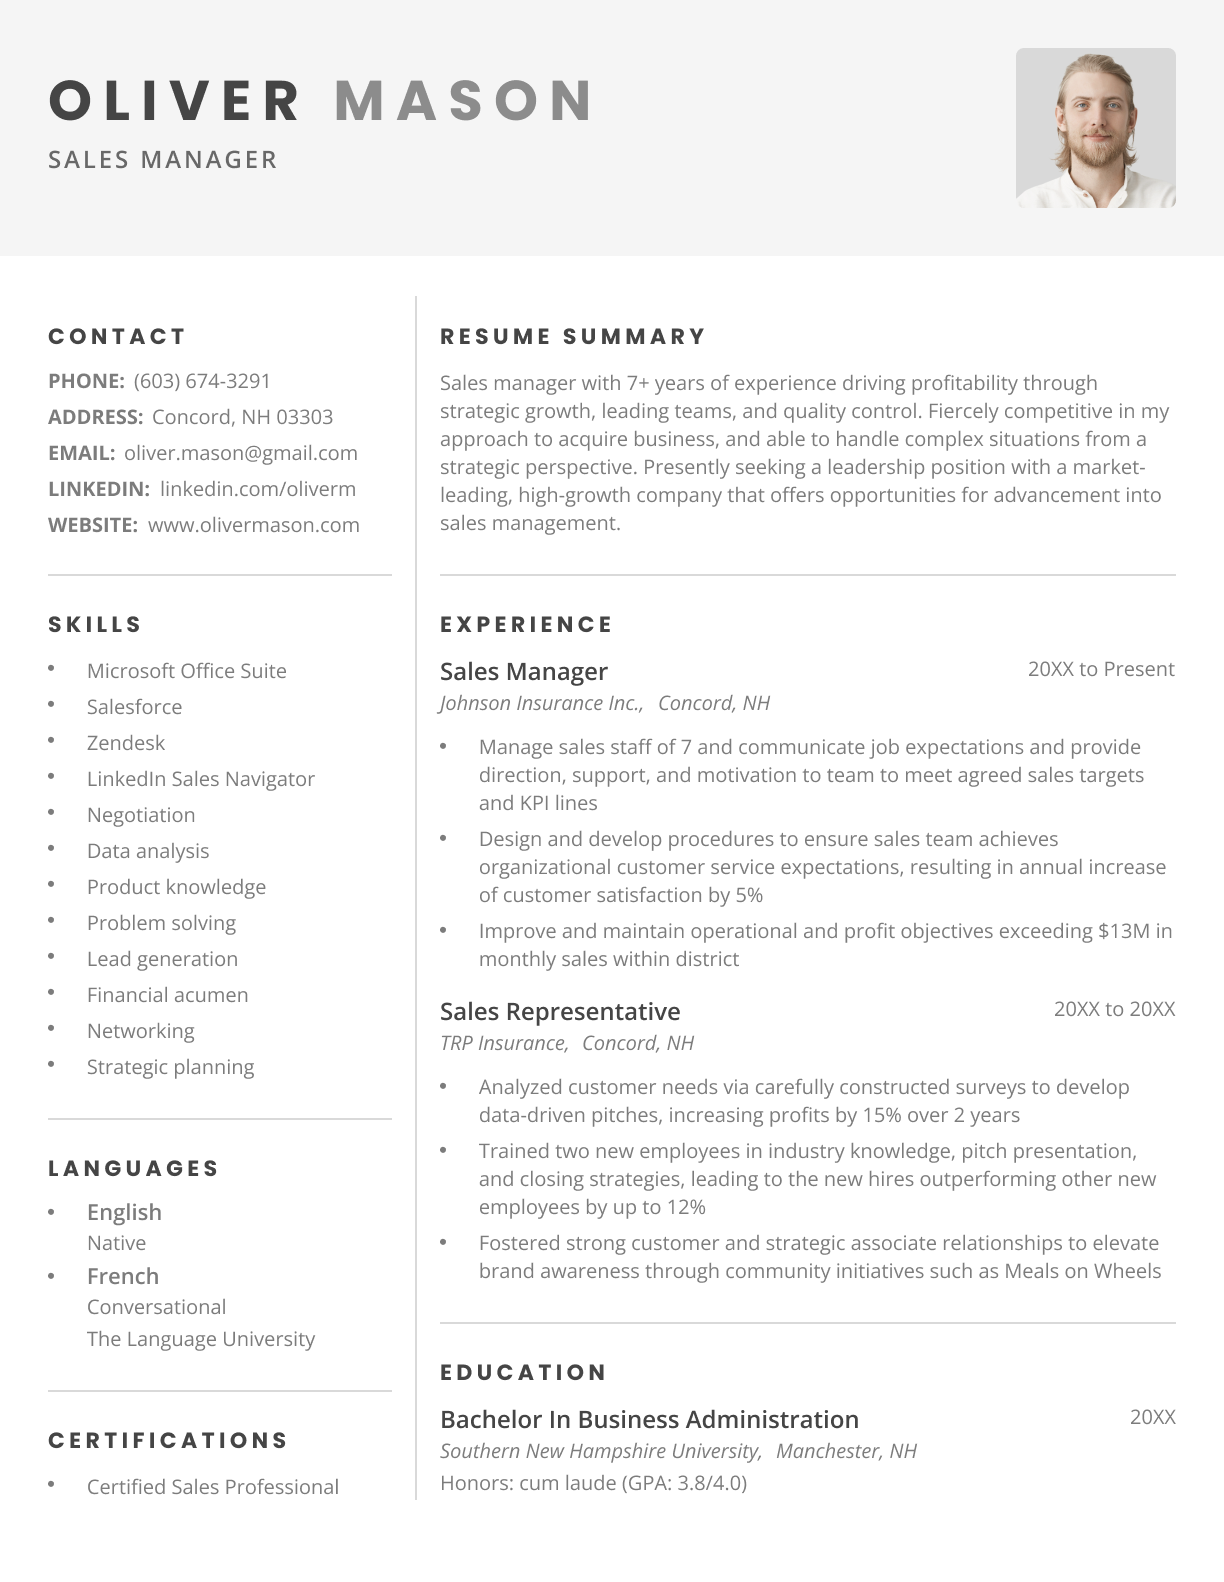 OLIVER MASON
SALES MANAGER
CONTACT
PHONE: (603) 674-3291
ADDRESS: Concord, NH 03303
EMAIL: oliver.mason@gmail.com
LINKEDIN: linkedin.com/oliverm
WEBSITE: www.olivermason.com
SKILLS
• Microsoft Office Suite
• Salesforce
• Zendesk
• LinkedIn Sales Navigator
• Negotiation
• Data analysis
• Product knowledge
• Problem solving
• Lead generation
• Financial acumen
• Networking
• Strategic planning
LANGUAGES
• English
Native
• French
Conversational
The Language University
CERTIFICATIONS
• Certified Sales Professional
RESUME SUMMARY
Sales manager with 7+ years of experience driving profitability through
strategic growth, leading teams, and quality control. Fiercely competitive in my
approach to acquire business, and able to handle complex situations from a
strategic perspective. Presently seeking a leadership position with a market-
leading, high-growth company that offers opportunities for advancement into
sales management.
EXPERIENCE
Sales Manager 20XX to Present
Johnson Insurance Inc., Concord, NH
• Manage sales staff of 7 and communicate job expectations and provide
direction, support, and motivation to team to meet agreed sales targets
and KPI lines
• Design and develop procedures to ensure sales team achieves
organizational customer service expectations, resulting in annual increase
of customer satisfaction by 5%
• Improve and maintain operational and profit objectives exceeding $13M in
monthly sales within district
Sales Representative 20XX to 20XX
TRP Insurance, Concord, NH
• Analyzed customer needs via carefully constructed surveys to develop
data-driven pitches, increasing profits by 15% over 2 years
• Trained two new employees in industry knowledge, pitch presentation,
and closing strategies, leading to the new hires outperforming other new
employees by up to 12%
• Fostered strong customer and strategic associate relationships to elevate
brand awareness through community initiatives such as Meals on Wheels
EDUCATION
Bachelor In Business Administration 20XX
Southern New Hampshire University, Manchester, NH
Honors: cum laude (GPA: 3.8/4.0)